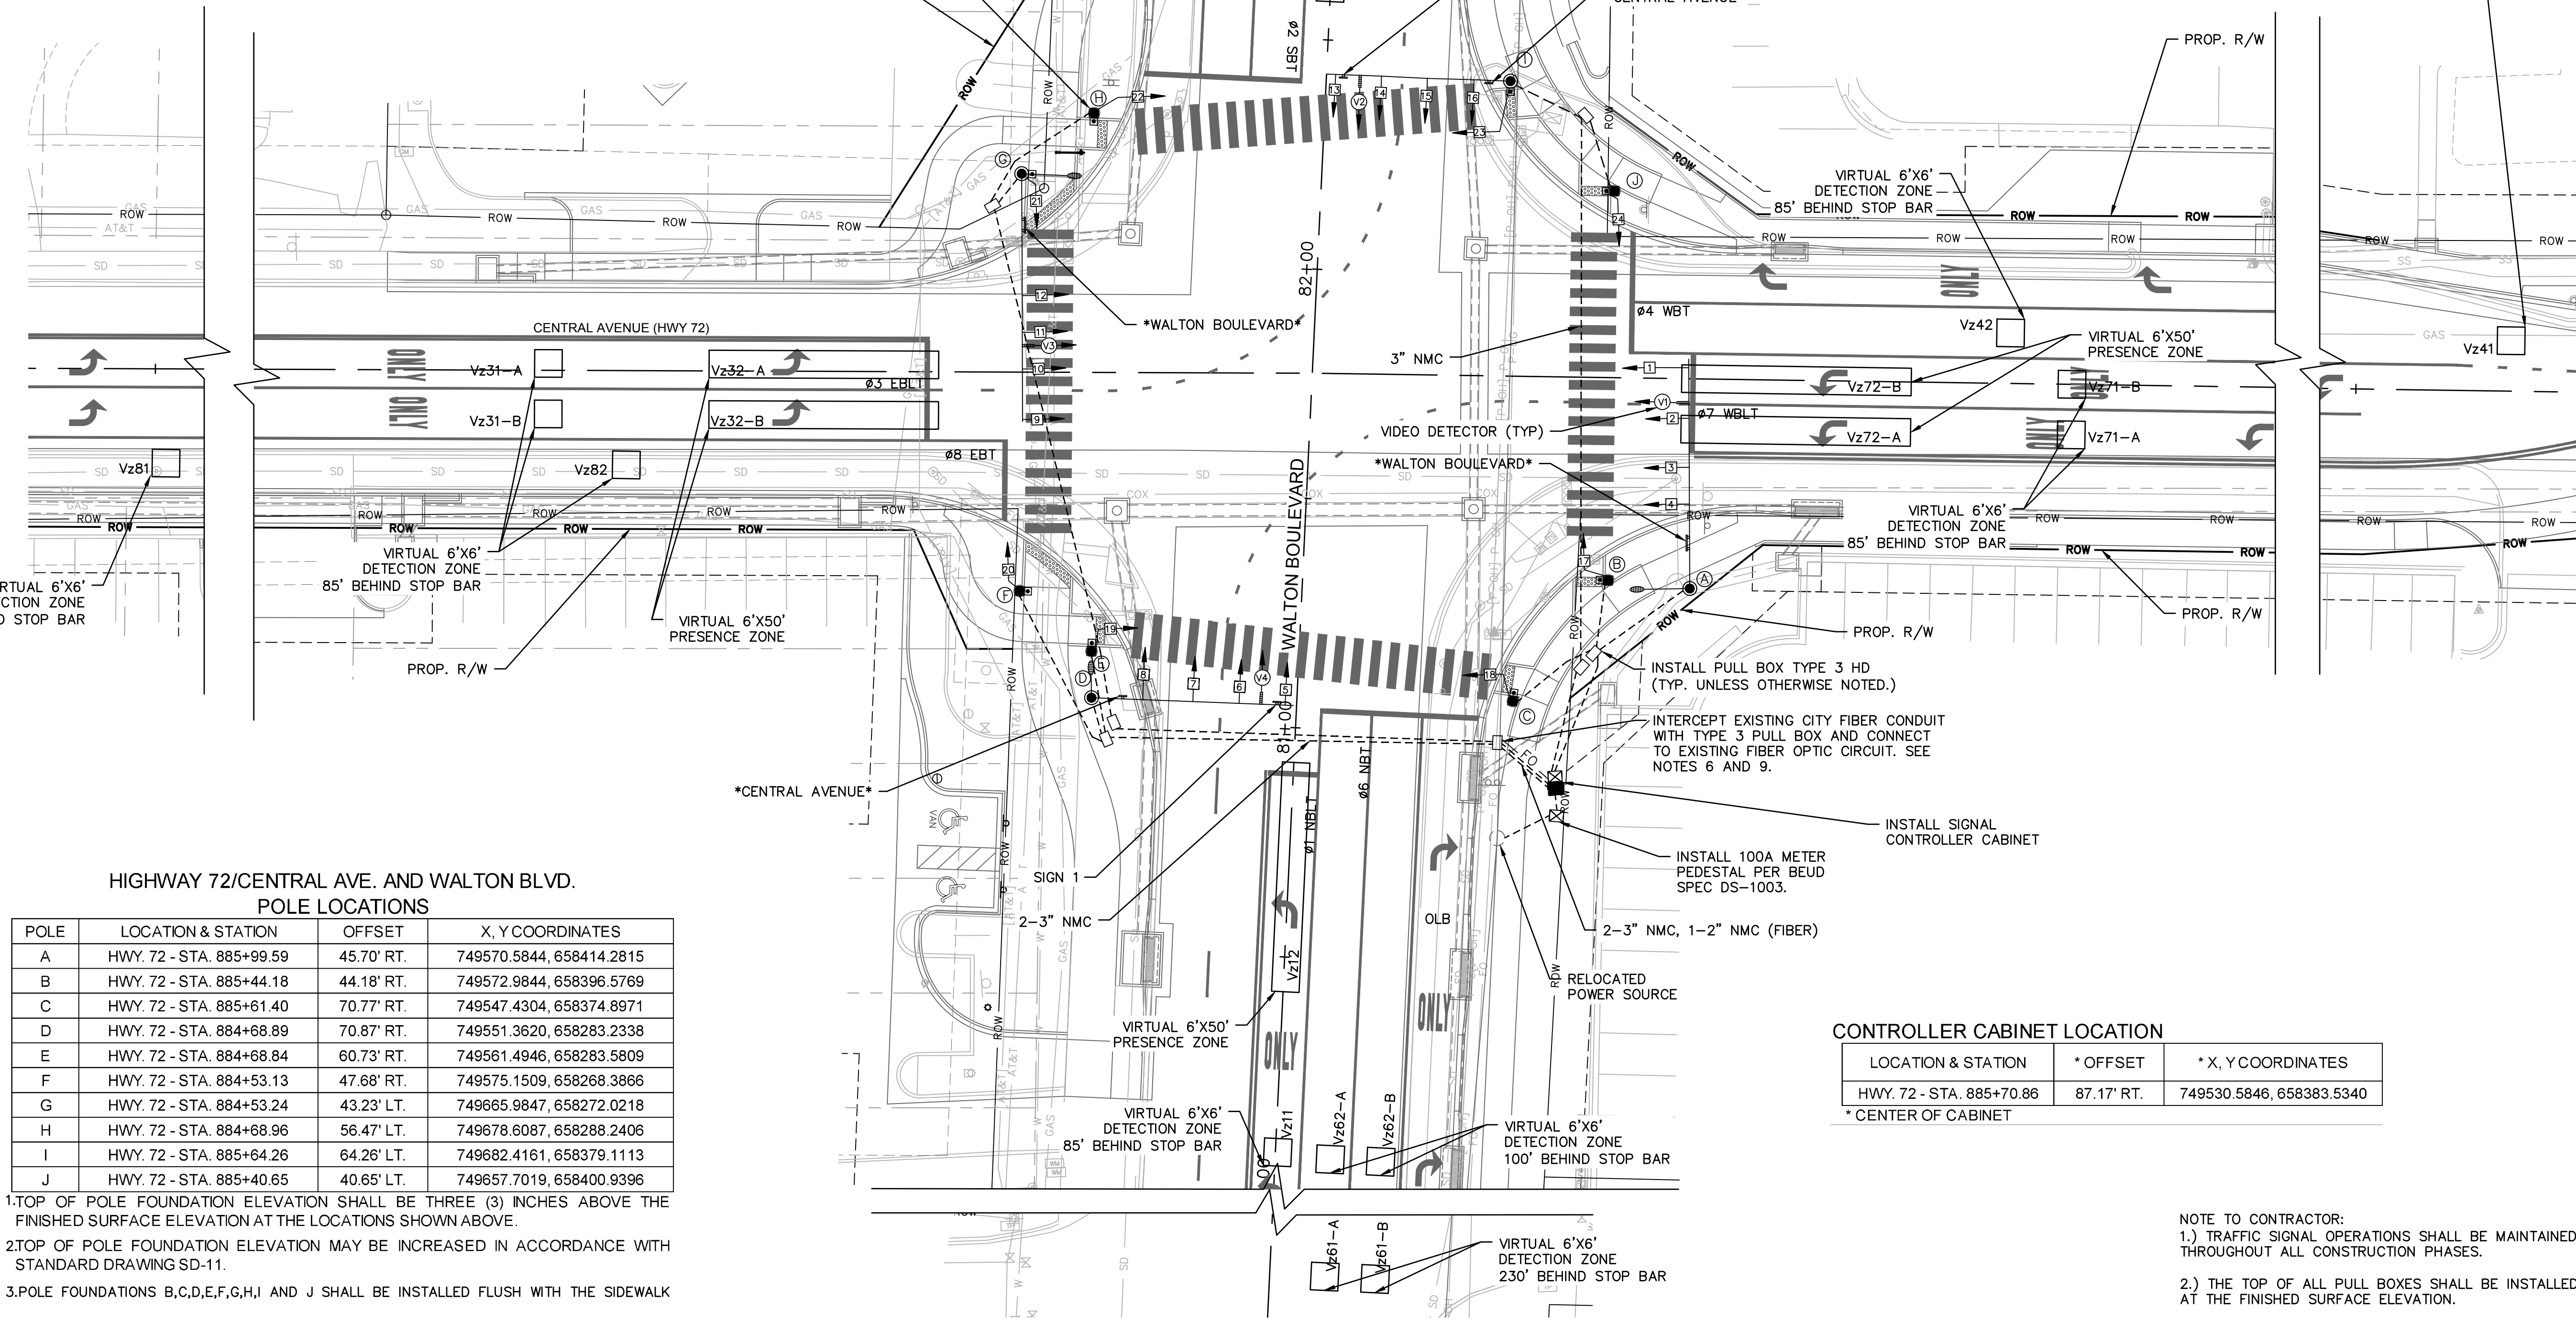 CENTRAL AVENUE
ø2 SBT
PROP. R/W
VIRTUAL 6'X6'
DETECTION ZONE
85' BEHIND STOP BAR
CENTRAL AVENUE (HWY 72)
*WALTON BOULEVARD*
82+00
3" NMC
ø4 WBT
Vz42
VIRTUAL 6'X50'
PRESENCE ZONE
Vz41
Vz31-A
Vz32-A
ø3 EBLT
Vz72-B
Vz71-B
Vz31-B
Vz32-B
ø7 WBLT
VIDEO DETECTOR (TYP)
Vz72-A
Vz71-A
ONLY
ONLY
ONLY
ONLY
ONLY
Vz81
Vz82
ø8 EBT
*WALTON BOULEVARD*
WALTON BOULEVARD
VIRTUAL 6'X6'
DETECTION ZONE
85' BEHIND STOP BAR
VIRTUAL 6'X6'
DETECTION ZONE
85' BEHIND STOP BAR
VIRTUAL 6'X50'
PRESENCE ZONE
PROP. R/W
PROP. R/W
PROP. R/W
INSTALL PULL BOX TYPE 3 HD
(TYP. UNLESS OTHERWISE NOTED.)
INTERCEPT EXISTING CITY FIBER CONDUIT
WITH TYPE 3 PULL BOX AND CONNECT
TO EXISTING FIBER OPTIC CIRCUIT. SEE
NOTES 6 AND 9.
81+00
ø6 NBT
ø1 NBLT
*CENTRAL AVENUE*
VAN
SIGN 1
2-3" NMC
INSTALL SIGNAL
CONTROLLER CABINET
INSTALL 100A METER
PEDESTAL PER BEUD
SPEC DS-1003.
OLB
2-3" NMC, 1-2" NMC (FIBER)
RELOCATED
POWER SOURCE
Vz12
VIRTUAL 6'X50'
PRESENCE ZONE
ONLY
ONLY
VIRTUAL 6'X6'
DETECTION ZONE
85' BEHIND STOP BAR
Vz11
Vz62-A
Vz62-B
VIRTUAL 6'X6'
DETECTION ZONE
100' BEHIND STOP BAR
Vz61-A
Vz61-B
VIRTUAL 6'X6'
DETECTION ZONE
230' BEHIND STOP BAR
HIGHWAY 72/CENTRAL AVE. AND WALTON BLVD.
POLE LOCATIONS
POLE LOCATION & STATION OFFSET X, Y COORDINATES
A HWY. 72 - STA. 885+99.59 45.70' RT. 749570.5844, 658414.2815
B HWY. 72 - STA. 885+44.18 44.18' RT. 749572.9844, 658396.5769
C HWY. 72 - STA. 885+61.40 70.77' RT. 749547.4304, 658374.8971
D HWY. 72 - STA. 884+68.89 70.87' RT. 749551.3620, 658283.2338
E HWY. 72 - STA. 884+68.84 60.73' RT. 749561.4946, 658283.5809
F HWY. 72 - STA. 884+53.13 47.68' RT. 749575.1509, 658268.3866
G HWY. 72 - STA. 884+53.24 43.23' LT. 749665.9847, 658272.0218
H HWY. 72 - STA. 884+68.96 56.47' LT. 749678.6087, 658288.2406
I HWY. 72 - STA. 885+64.26 64.26' LT. 749682.4161, 658379.1113
J HWY. 72 - STA. 885+40.65 40.65' LT. 749657.7019, 658400.9396
1.TOP OF POLE FOUNDATION ELEVATION SHALL BE THREE (3) INCHES ABOVE THE
FINISHED SURFACE ELEVATION AT THE LOCATIONS SHOWN ABOVE.
2.TOP OF POLE FOUNDATION ELEVATION MAY BE INCREASED IN ACCORDANCE WITH
STANDARD DRAWING SD-11.
3.POLE FOUNDATIONS B,C,D,E,F,G,H,I AND J SHALL BE INSTALLED FLUSH WITH THE SIDEWALK
CONTROLLER CABINET LOCATION
LOCATION & STATION * OFFSET * X, Y COORDINATES
HWY. 72 - STA. 885+70.86 87.17' RT. 749530.5846, 658383.5340
* CENTER OF CABINET
NOTE TO CONTRACTOR:
1.) TRAFFIC SIGNAL OPERATIONS SHALL BE MAINTAINED
THROUGHOUT ALL CONSTRUCTION PHASES.
2.) THE TOP OF ALL PULL BOXES SHALL BE INSTALLED
AT THE FINISHED SURFACE ELEVATION.